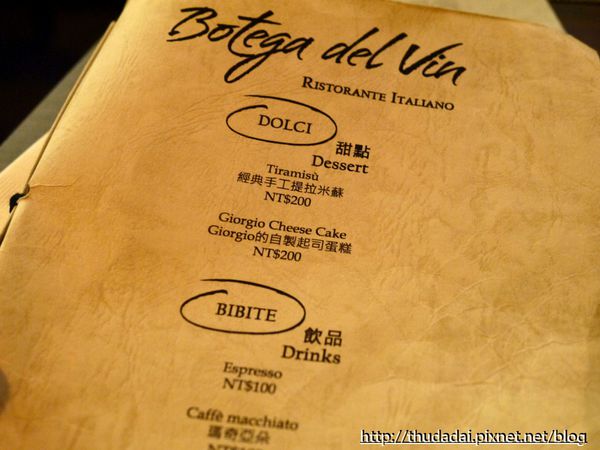 Botega del Vin
RISTORANTE ITALIANO
DOLCI
甜點
Dessert
Tiramisù
經典手工提拉米蘇
NT$200
Giorgio Cheese Cake
Giorgio的自製起司蛋糕
NT$200
BIBITE
飲品
Drinks
Espresso
NT$100
Caffè macchiato
瑪奇亞朵
http://thudadai.pixnet.net/blog